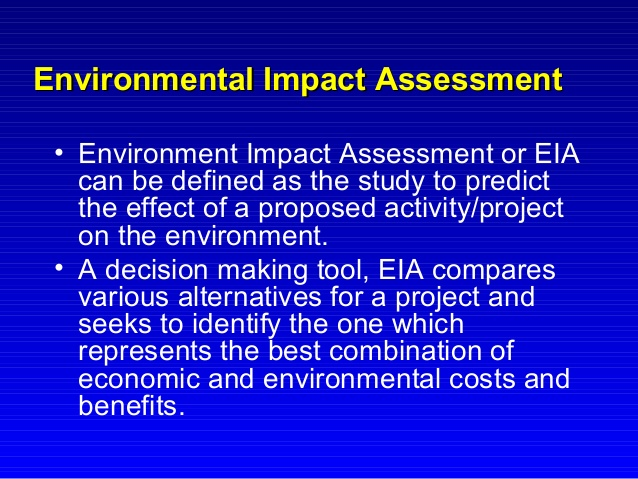 Environmental Impact Assessment
• Environment Impact Assessment or EIA
can be defined as the study to predict
the effect of a proposed activity/project
on the environment.
• A decision making tool, EIA compares
various alternatives for a project and
seeks to identify the one which
represents the best combination of
economic and environmental costs and
benefits.